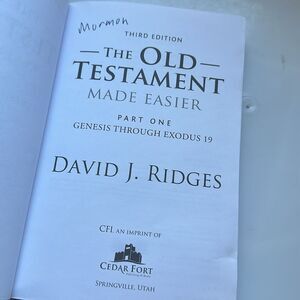 Mormon
THIRD EDITION
THE OLD
TESTAMENT
MADE EASIER
PART ONE
GENESIS THROUGH EXODUS 19
DAVID J. RIDGES
CFI, AN IMPRINT OF
CEDAR FORT
SPRINGVILLE, UTAH